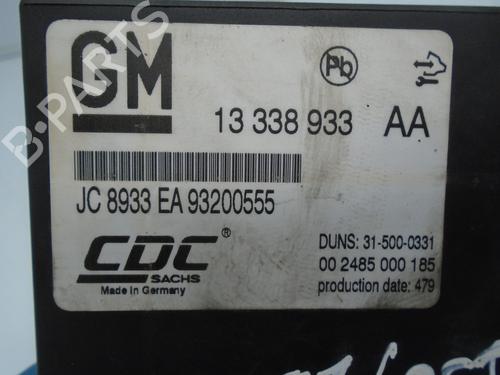 GM
Pb
13 338 933 AA
JC 8933 EA 93200555
CDC®
SACHS
Made in Germany
DUNS: 31-500-0331
00 2485 000 185
production date: 479
B-PARTS